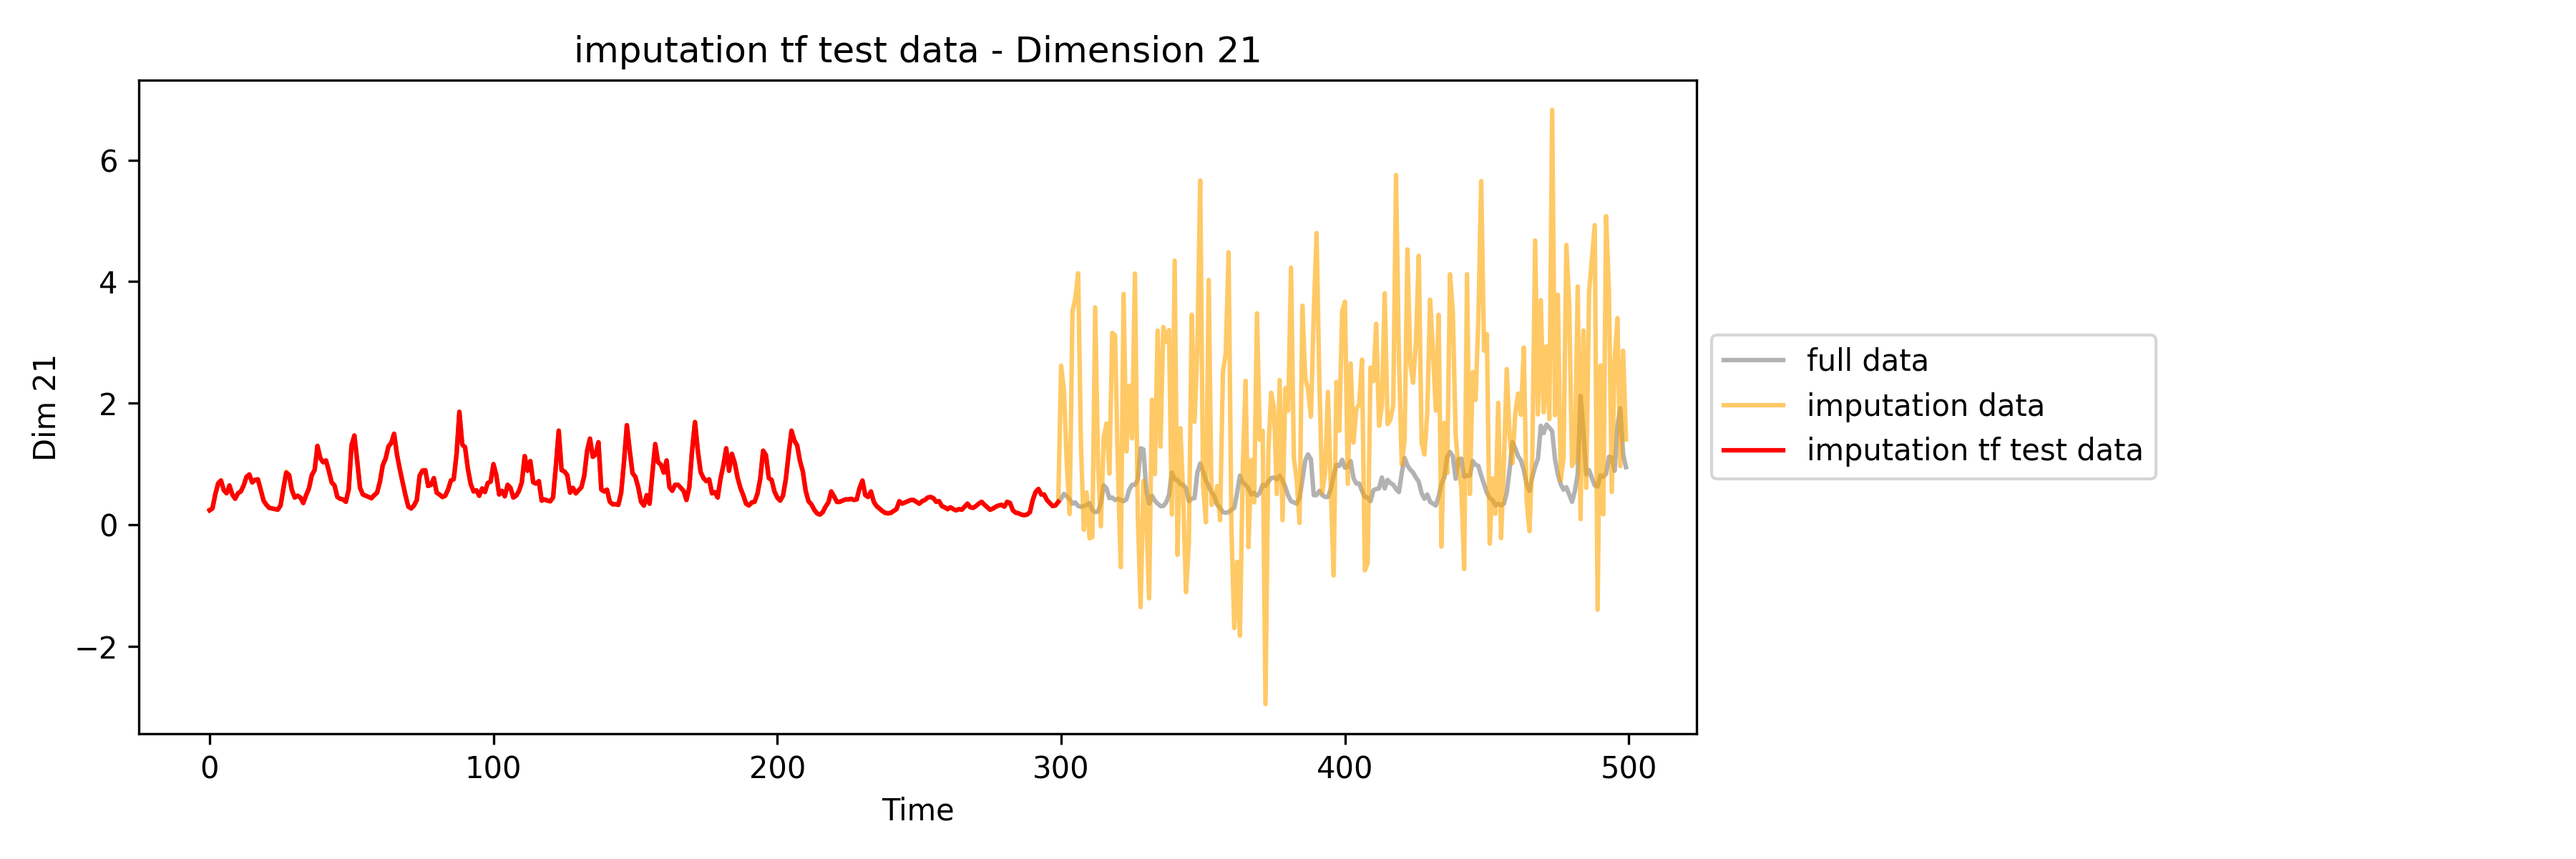 imputation tf test data - Dimension 21
Dim 21
6
4
2
0
−2
0 100 200 300 400 500
Time
full data
imputation data
imputation tf test data